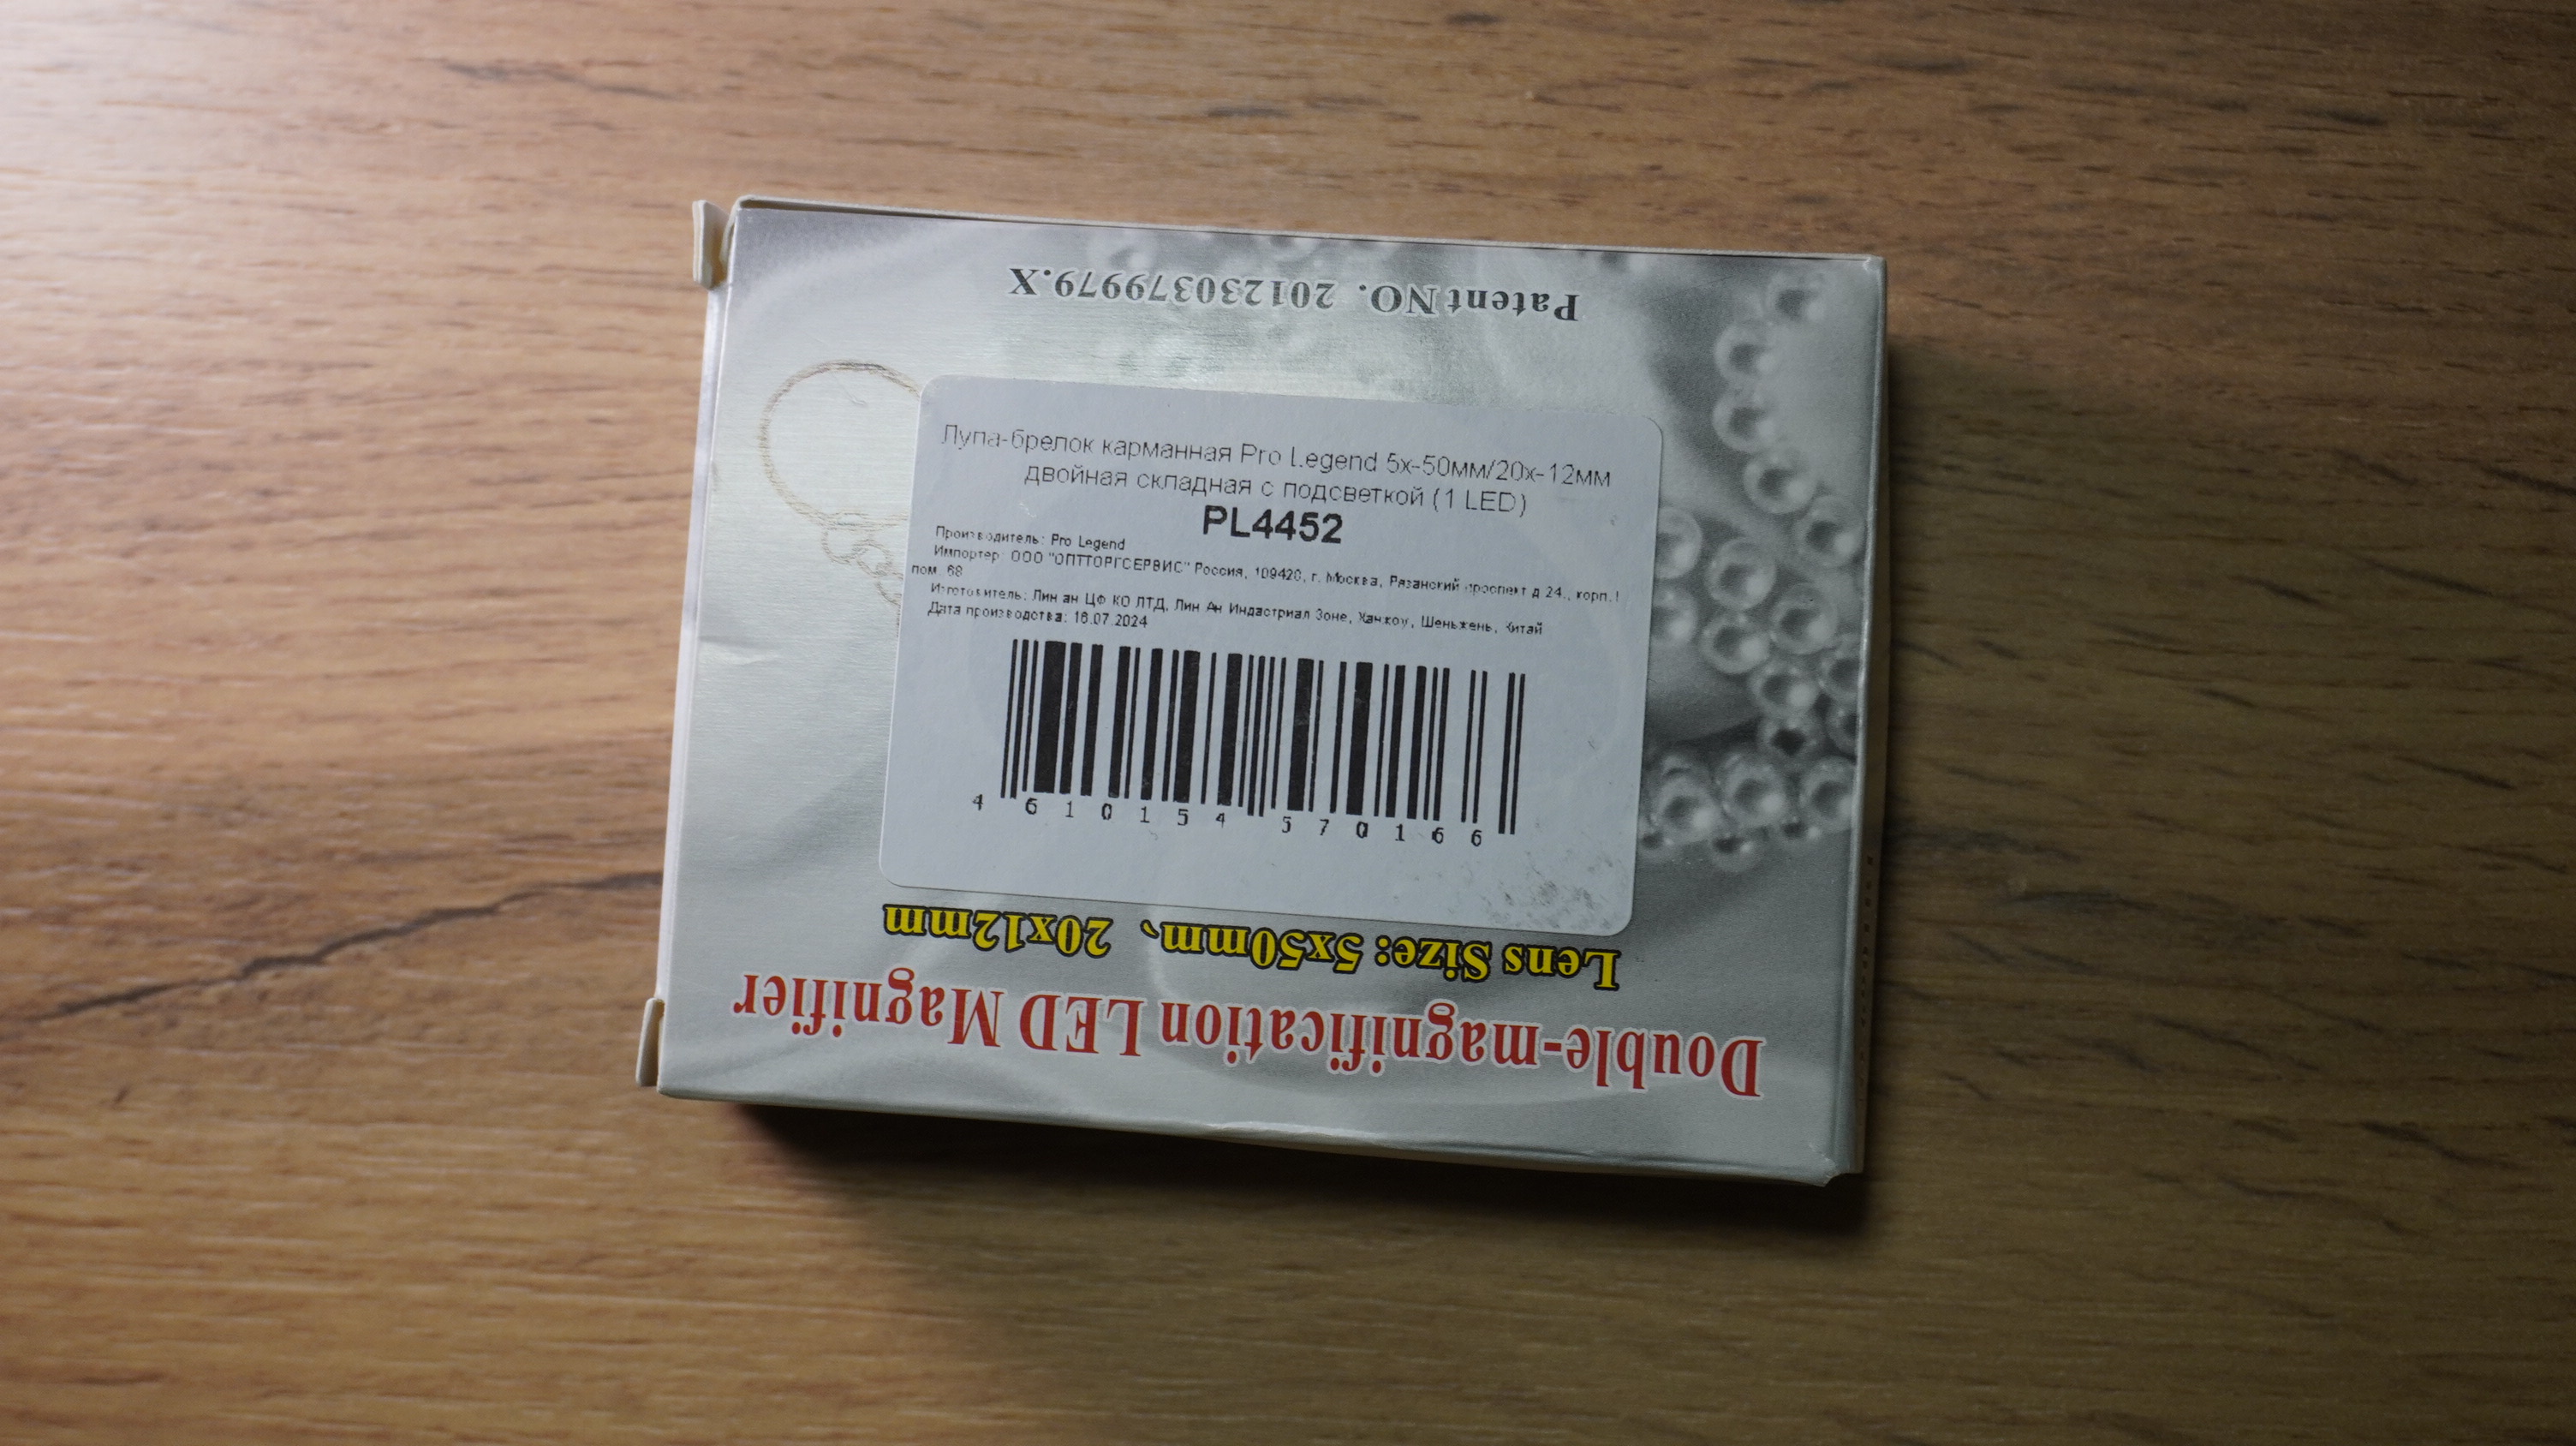 Patent NO. 201230379979.X
Лупа-брелок карманная Pro Legend 5х-50мм/20х-12мм
двойная складная с подсветкой (1 LED)
PL4452
Производитель: Pro Legend
Импортер: ООО "ОПТТОРГСЕРВИС" Россия, 109428, г. Москва, Рязанский проспект д 24., корп.1
пом. 68
Изготовитель: Лин ан ЦФ КО ЛТД, Лин Ан Индастриал Зоне, Шеньжень, Китай
Дата производства: 16.07.2024
4 610154 570166
Lens Size: 5x50mm、20x12mm
Double-magnification LED Magnifier